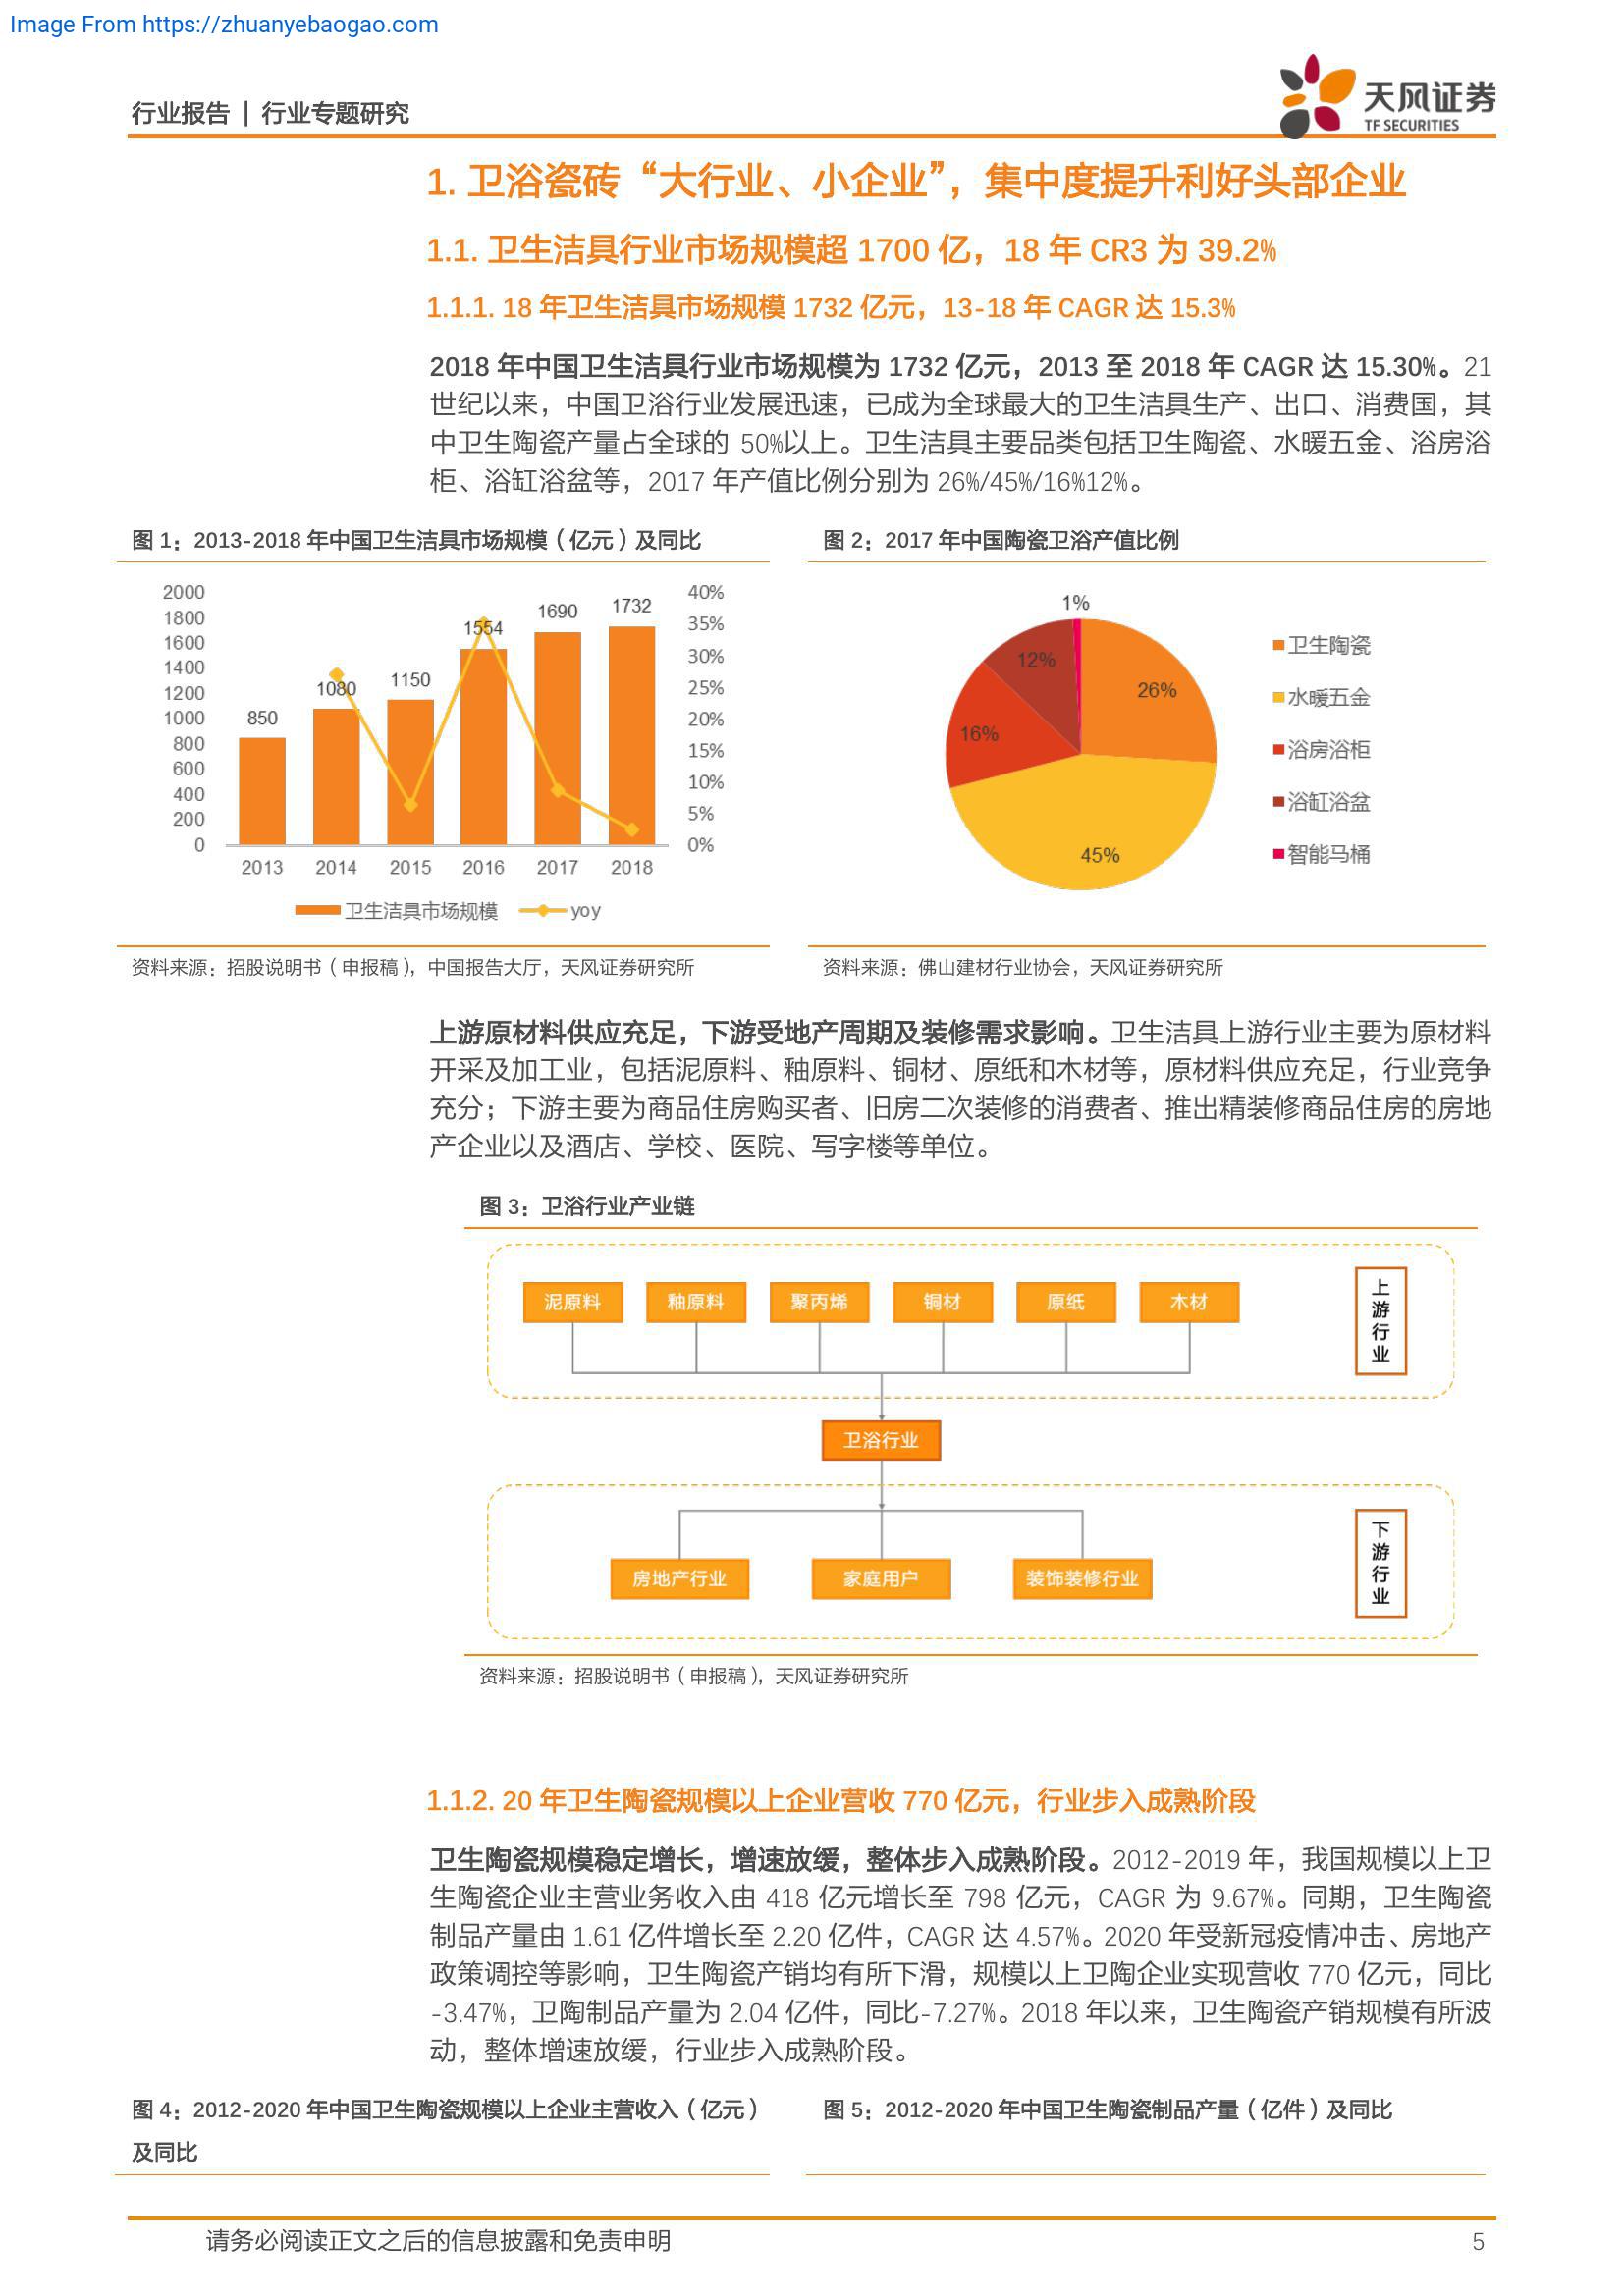 Image From https://zhuanyebaogao.com
行业报告 | 行业专题研究
天风证券
TF SECURITIES
1. 卫浴瓷砖“大行业、小企业”，集中度提升利好头部企业
1.1. 卫生洁具行业市场规模超 1700 亿，18 年 CR3 为 39.2%
1.1.1. 18 年卫生洁具市场规模 1732 亿元，13-18 年 CAGR 达 15.3%
2018 年中国卫生洁具行业市场规模为 1732 亿元，2013 至 2018 年 CAGR 达 15.30%。21
世纪以来，中国卫浴行业发展迅速，已成为全球最大的卫生洁具生产、出口、消费国，其
中卫生陶瓷产量占全球的 50%以上。卫生洁具主要品类包括卫生陶瓷、水暖五金、浴房浴
柜、浴缸浴盆等，2017 年产值比例分别为 26%/45%/16%12%。
图 1：2013-2018 年中国卫生洁具市场规模（亿元）及同比
2000
1800
1600
1400
1200
1000
800
600
400
200
0
850
1080
1150
1554
1690
1732
40%
35%
30%
25%
20%
15%
10%
5%
0%
2013 2014 2015 2016 2017 2018
卫生洁具市场规模 yoy
资料来源：招股说明书（申报稿），中国报告大厅，天风证券研究所
图 2：2017 年中国陶瓷卫浴产值比例
1%
12%
26%
16%
45%
卫生陶瓷
水暖五金
浴房浴柜
浴缸浴盆
智能马桶
资料来源：佛山建材行业协会，天风证券研究所
上游原材料供应充足，下游受地产周期及装修需求影响。卫生洁具上游行业主要为原材料
开采及加工业，包括泥原料、釉原料、铜材、原纸和木材等，原材料供应充足，行业竞争
充分；下游主要为商品住房购买者、旧房二次装修的消费者、推出精装修商品住房的房地
产企业以及酒店、学校、医院、写字楼等单位。
图 3：卫浴行业产业链
泥原料 釉原料 聚丙烯 铜材 原纸 木材
上游行业
卫浴行业
房地产行业 家庭用户 装饰装修行业
下游行业
资料来源：招股说明书（申报稿），天风证券研究所
1.1.2. 20 年卫生陶瓷规模以上企业营收 770 亿元，行业步入成熟阶段
卫生陶瓷规模稳定增长，增速放缓，整体步入成熟阶段。2012-2019 年，我国规模以上卫
生陶瓷企业主营业务收入由 418 亿元增长至 798 亿元，CAGR 为 9.67%。同期，卫生陶瓷
制品产量由 1.61 亿件增长至 2.20 亿件，CAGR 达 4.57%。2020 年受新冠疫情冲击、房地产
政策调控等影响，卫生陶瓷产销均有所下滑，规模以上卫陶企业实现营收 770 亿元，同比
-3.47%，卫陶制品产量为 2.04 亿件，同比-7.27%。2018 年以来，卫生陶瓷产销规模有所波
动，整体增速放缓，行业步入成熟阶段。
图 4：2012-2020 年中国卫生陶瓷规模以上企业主营收入（亿元）
及同比
图 5：2012-2020 年中国卫生陶瓷制品产量（亿件）及同比
请务必阅读正文之后的信息披露和免责申明
5